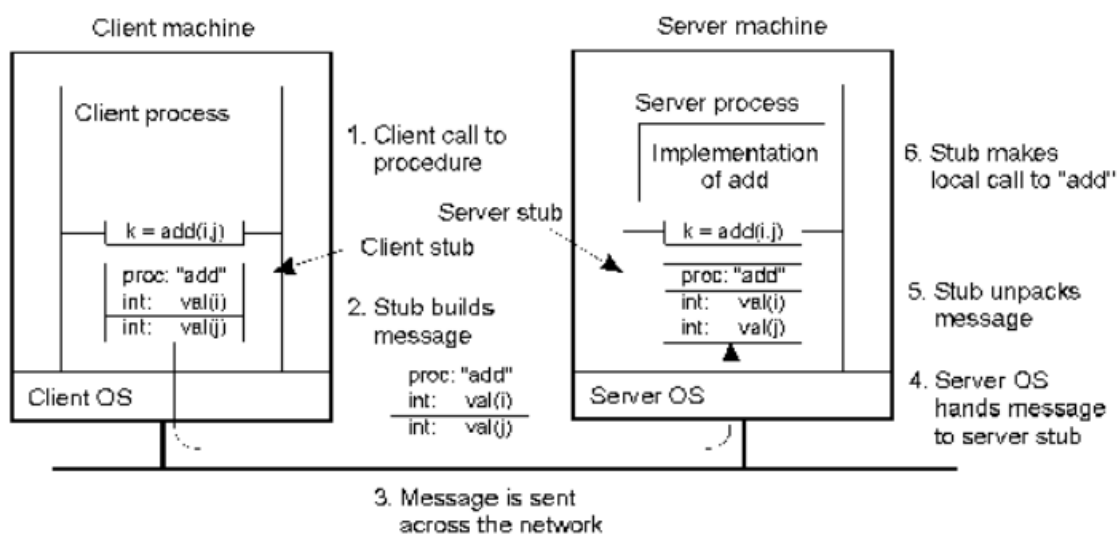 Client machine
Server machine
Client process
1. Client call to
procedure
Server process
Implementation
of add
6. Stub makes
local call to "add"
Server stub
k = add(i,j)
Client stub
k = add(i.j)
proc: "add"
int: val(i)
int: val(j)
2. Stub builds
message
proc: "add"
int: val(i)
int: val(j)
proc: "add"
int: val(i)
int: val(j)
5. Stub unpacks
message
Client OS
Server OS
4. Server OS
hands message
to server stub
3. Message is sent
across the network